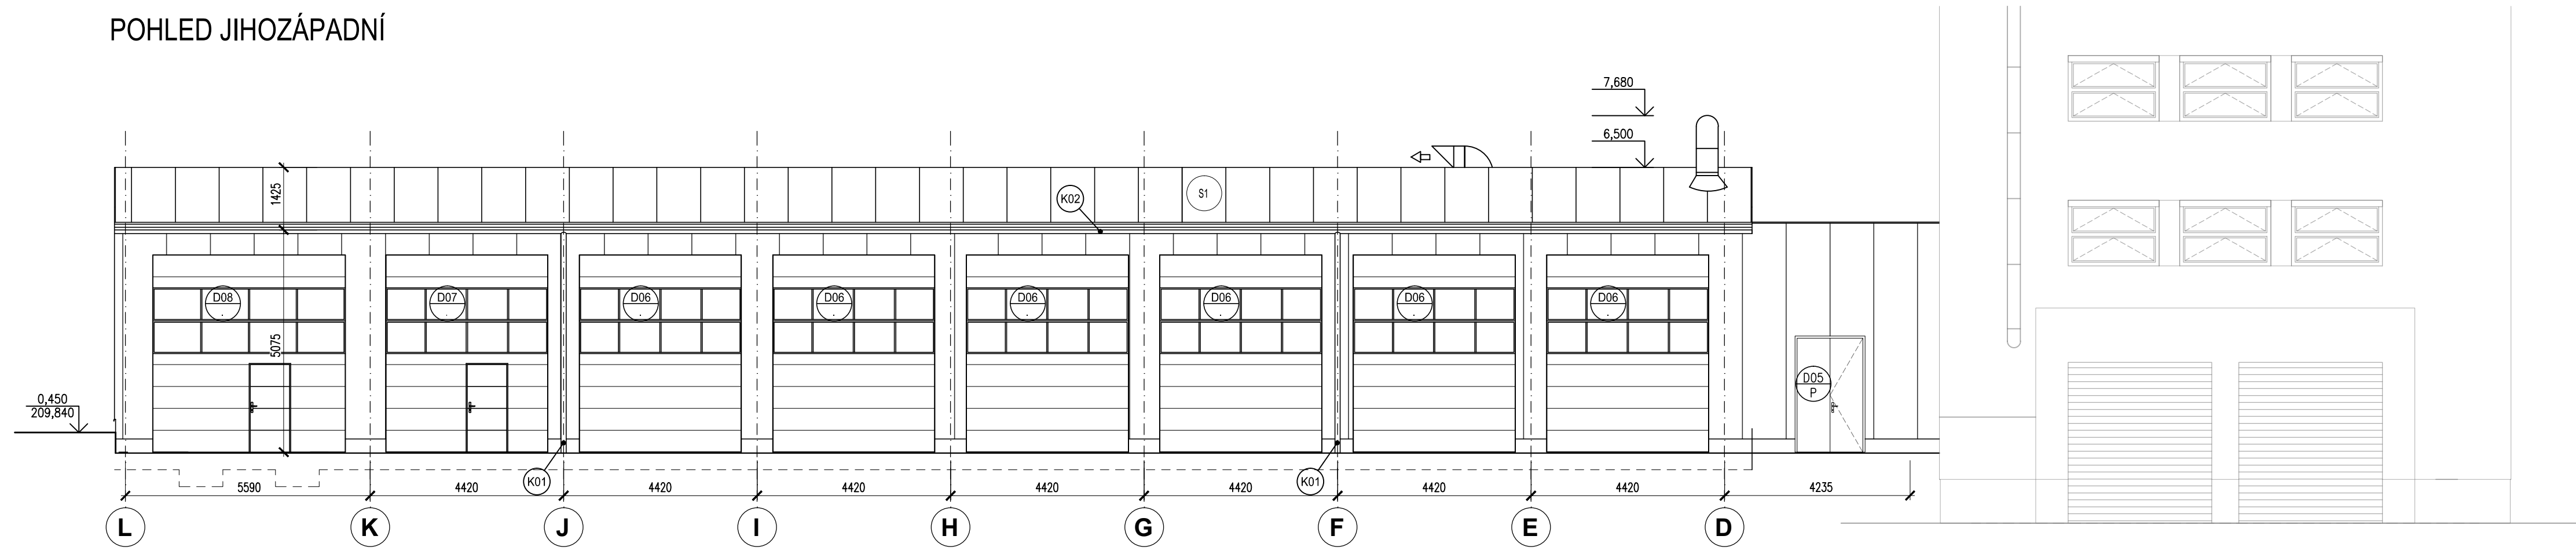 POHLED JIHOZÁPADNÍ
7,680
6,500
1425
K02
S1
D08
D07
D06
D06
D06
D06
D06
D06
5075
D05
P
0,450
209,840
K01
K01
5590
4420
4420
4420
4420
4420
4420
4420
4235
L
K
J
I
H
G
F
E
D